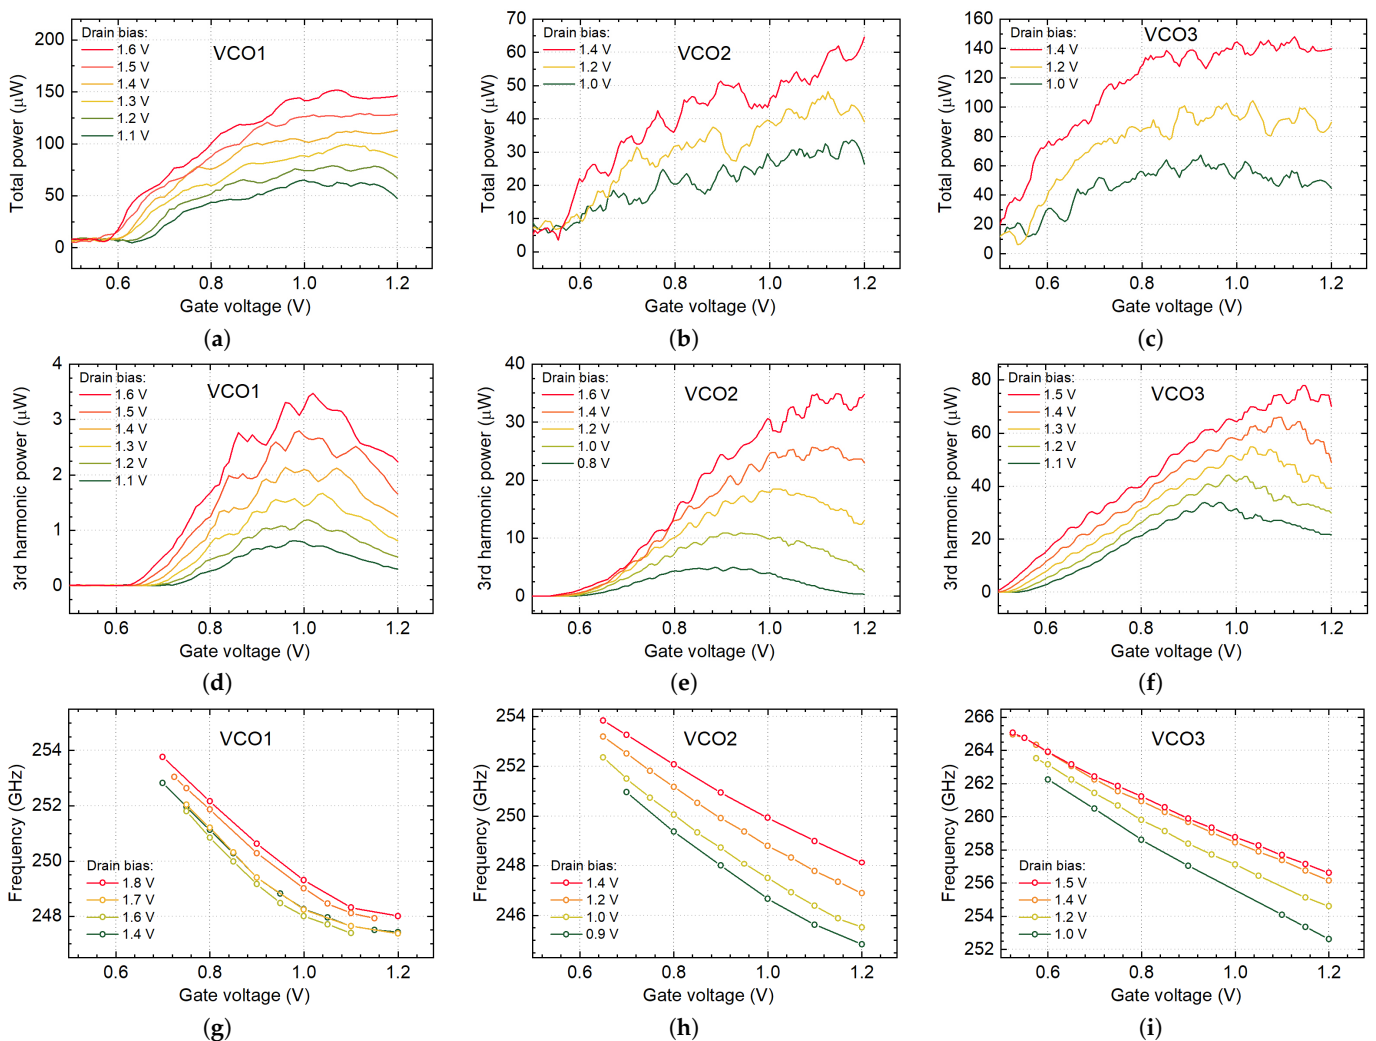 Drain bias:
1.6 V
1.5 V
1.4 V
1.3 V
1.2 V
1.1 V
VCO1
200
150
100
50
0
Total power (μW)
0.6 0.8 1.0 1.2
Gate voltage (V)
(a)
Drain bias:
1.4 V
1.2 V
1.0 V
VCO2
70
60
50
40
30
20
10
0
Total power (μW)
0.6 0.8 1.0 1.2
Gate voltage (V)
(b)
Drain bias:
1.4 V
1.2 V
1.0 V
VCO3
160
140
120
100
80
60
40
20
0
Total power (μW)
0.6 0.8 1.0 1.2
Gate voltage (V)
(c)
Drain bias:
1.6 V
1.5 V
1.4 V
1.3 V
1.2 V
1.1 V
VCO1
4
3
2
1
0
3rd harmonic power (μW)
0.6 0.8 1.0 1.2
Gate voltage (V)
(d)
Drain bias:
1.6 V
1.4 V
1.2 V
1.0 V
0.8 V
VCO2
40
30
20
10
0
3rd harmonic power (μW)
0.6 0.8 1.0 1.2
Gate voltage (V)
(e)
Drain bias:
1.5 V
1.4 V
1.3 V
1.2 V
1.1 V
VCO3
80
60
40
20
0
3rd harmonic power (μW)
0.6 0.8 1.0 1.2
Gate voltage (V)
(f)
VCO1
254
252
250
248
Frequency (GHz)
Drain bias:
1.8 V
1.7 V
1.6 V
1.4 V
0.6 0.8 1.0 1.2
Gate voltage (V)
(g)
VCO2
254
252
250
248
246
Frequency (GHz)
Drain bias:
1.4 V
1.2 V
1.0 V
0.9 V
0.6 0.8 1.0 1.2
Gate voltage (V)
(h)
VCO3
266
264
262
260
258
256
254
252
Frequency (GHz)
Drain bias:
1.5 V
1.4 V
1.2 V
1.0 V
0.6 0.8 1.0 1.2
Gate voltage (V)
(i)